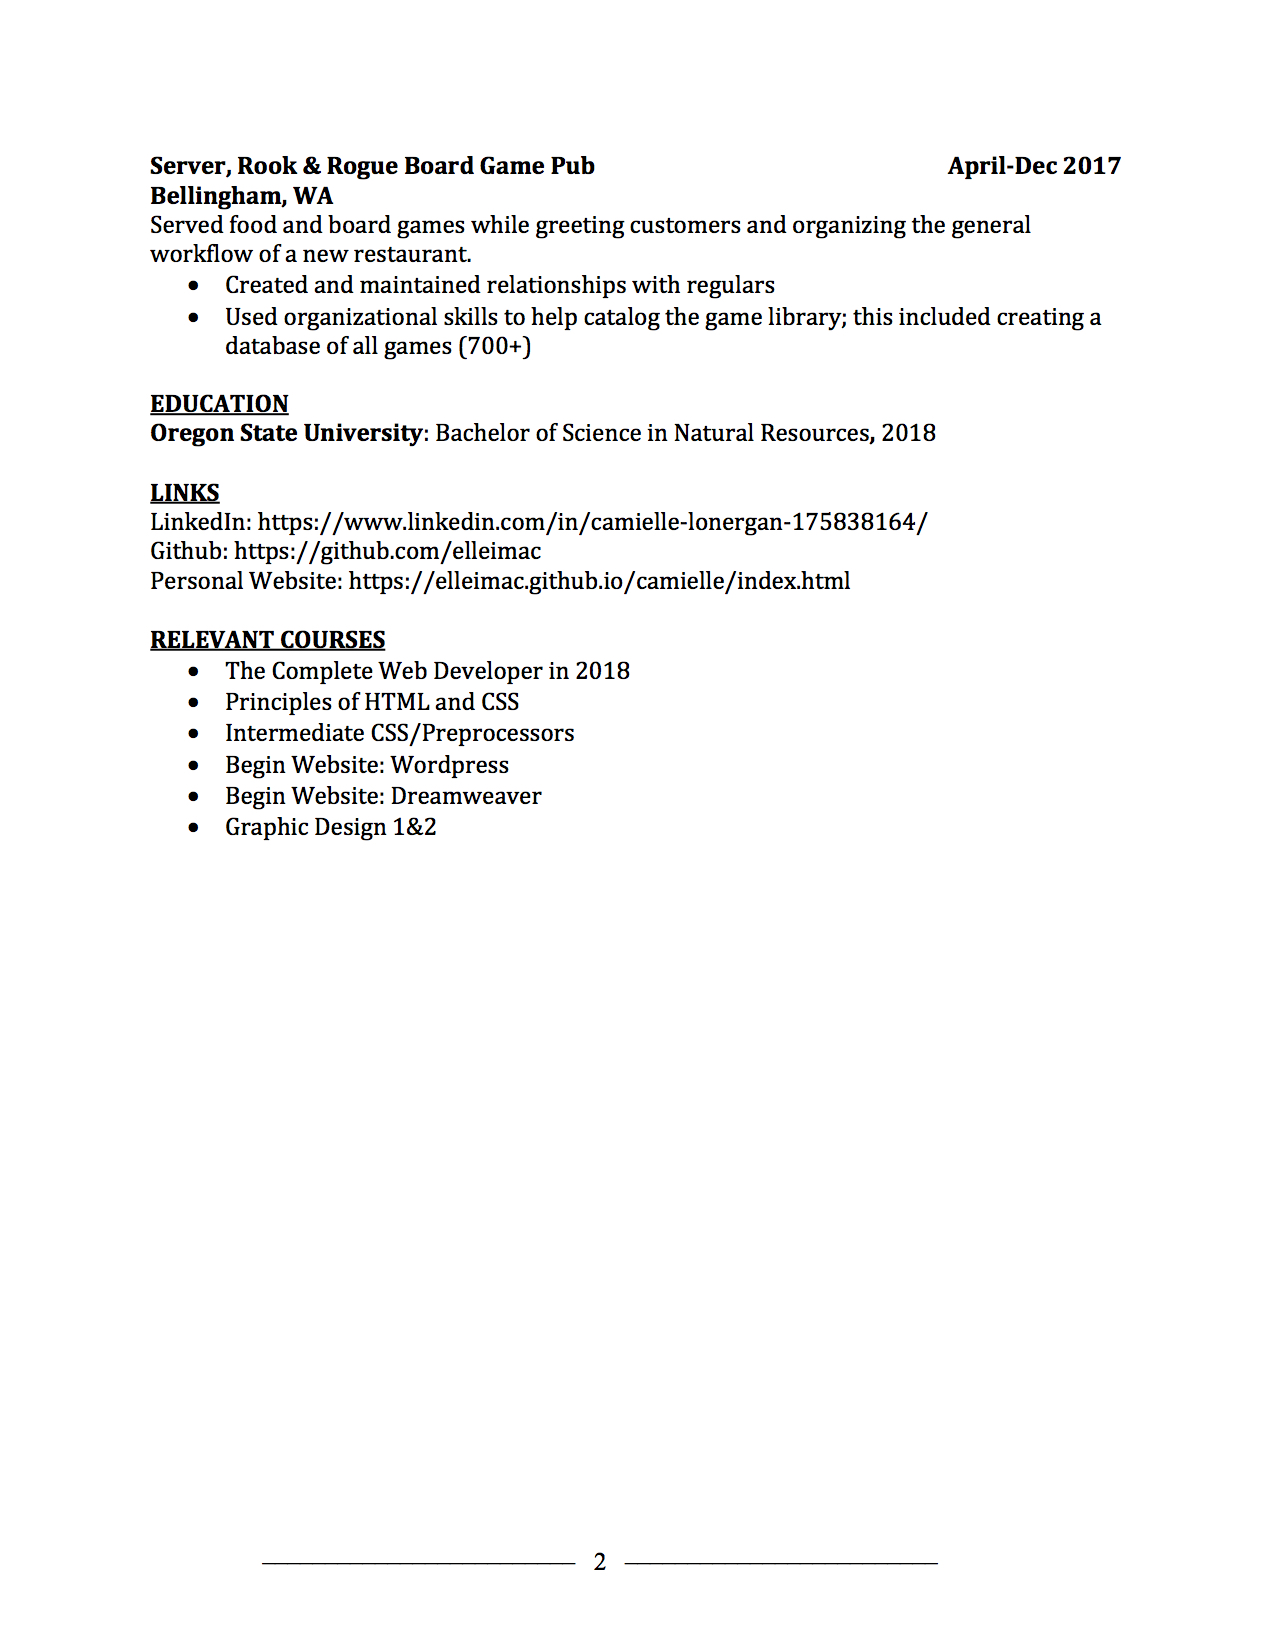 Server, Rook & Rogue Board Game Pub April-Dec 2017
Bellingham, WA
Served food and board games while greeting customers and organizing the general
workflow of a new restaurant.
• Created and maintained relationships with regulars
• Used organizational skills to help catalog the game library; this included creating a
database of all games (700+)
EDUCATION
Oregon State University: Bachelor of Science in Natural Resources, 2018
LINKS
LinkedIn: https://www.linkedin.com/in/camielle-lonergan-175838164/
Github: https://github.com/elleimac
Personal Website: https://elleimac.github.io/camielle/index.html
RELEVANT COURSES
• The Complete Web Developer in 2018
• Principles of HTML and CSS
• Intermediate CSS/Preprocessors
• Begin Website: Wordpress
• Begin Website: Dreamweaver
• Graphic Design 1&2
2